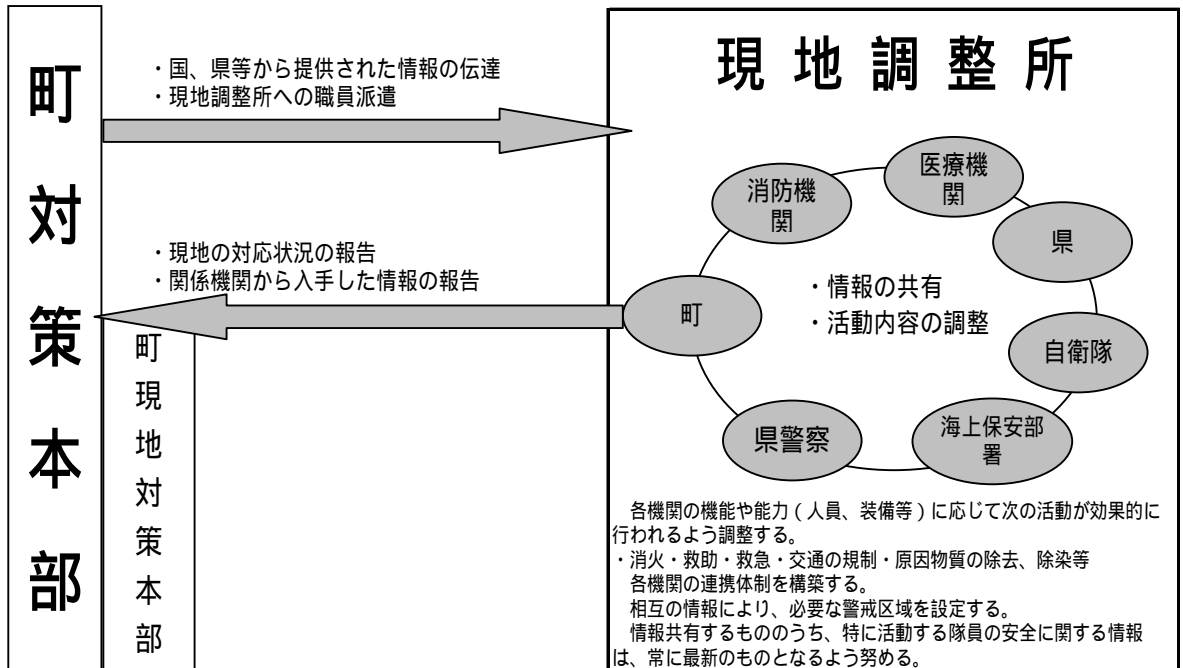 町対策本部
・国、県等から提供された情報の伝達
・現地調整所への職員派遣
・現地の対応状況の報告
・関係機関から入手した情報の報告
町現地対策本部
現地調整所
医療機
関
消防機
関
県
・情報の共有
・活動内容の調整
町
自衛隊
県警察
海上保安部
署
各機関の機能や能力(人員、装備等)に応じて次の活動が効果的に
行われるよう調整する。
・消火・救助・救急・交通の規制・原因物質の除去、除染等
各機関の連携体制を構築する。
相互の情報により、必要な警戒区域を設定する。
情報共有するもののうち、特に活動する隊員の安全に関する情報
は、常に最新のものとなるよう努める。